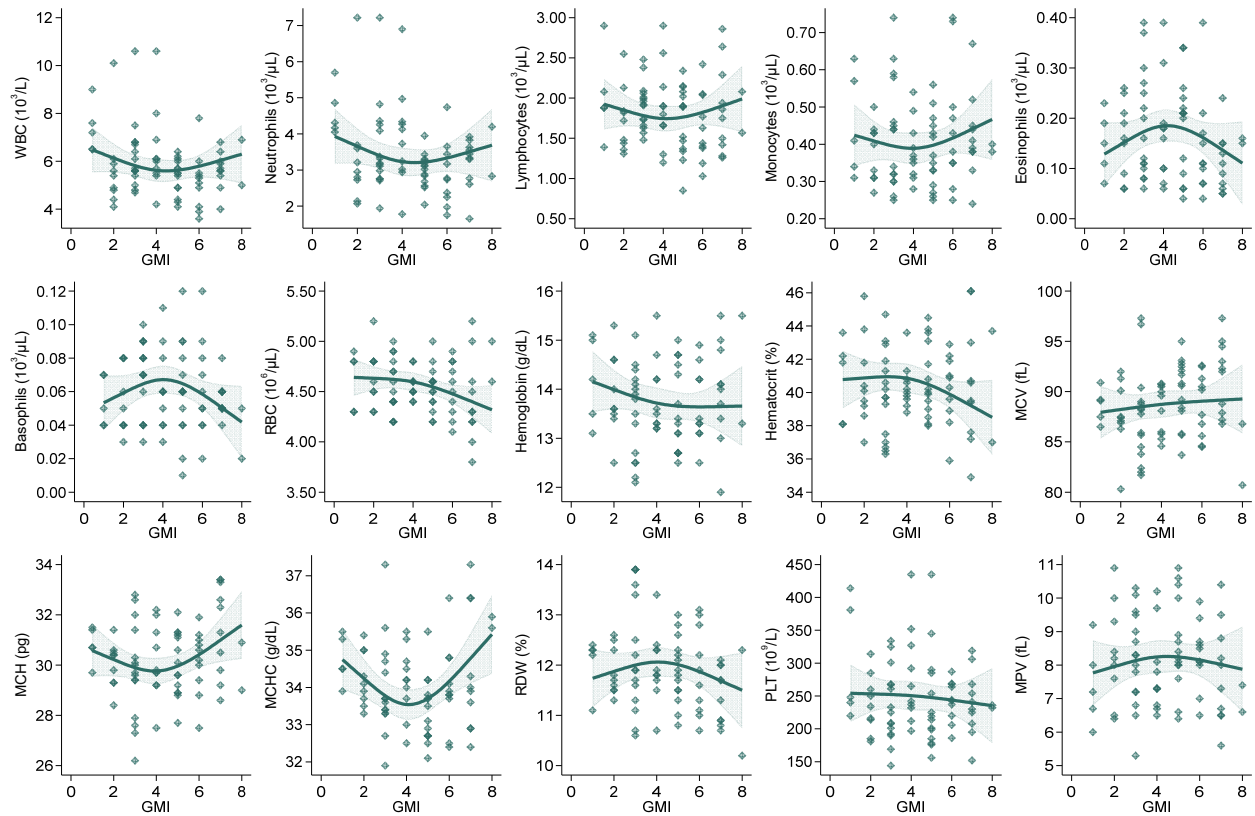 WBC (10³/L)
12
10
8
6
4
0 2 4 6 8
GMI
Neutrophils (10³/µL)
7
6
5
4
3
2
0 2 4 6 8
GMI
Lymphocytes (10³/µL)
3.00
2.50
2.00
1.50
1.00
0.50
0 2 4 6 8
GMI
Monocytes (10³/µL)
0.70
0.60
0.50
0.40
0.30
0.20
0 2 4 6 8
GMI
Eosinophils (10³/µL)
0.40
0.30
0.20
0.10
0.00
0 2 4 6 8
GMI
Basophils (10³/µL)
0.12
0.10
0.08
0.06
0.04
0.02
0.00
0 2 4 6 8
GMI
RBC (10⁶/µL)
5.50
5.00
4.50
4.00
3.50
0 2 4 6 8
GMI
Hemoglobin (g/dL)
16
15
14
13
12
0 2 4 6 8
GMI
Hematocrit (%)
46
44
42
40
38
36
34
0 2 4 6 8
GMI
MCV (fL)
100
95
90
85
80
0 2 4 6 8
GMI
MCH (pg)
34
32
30
28
26
0 2 4 6 8
GMI
MCHC (g/dL)
37
36
35
34
33
32
0 2 4 6 8
GMI
RDW (%)
14
13
12
11
10
0 2 4 6 8
GMI
PLT (10⁹/L)
450
400
350
300
250
200
150
0 2 4 6 8
GMI
MPV (fL)
11
10
9
8
7
6
5
0 2 4 6 8
GMI